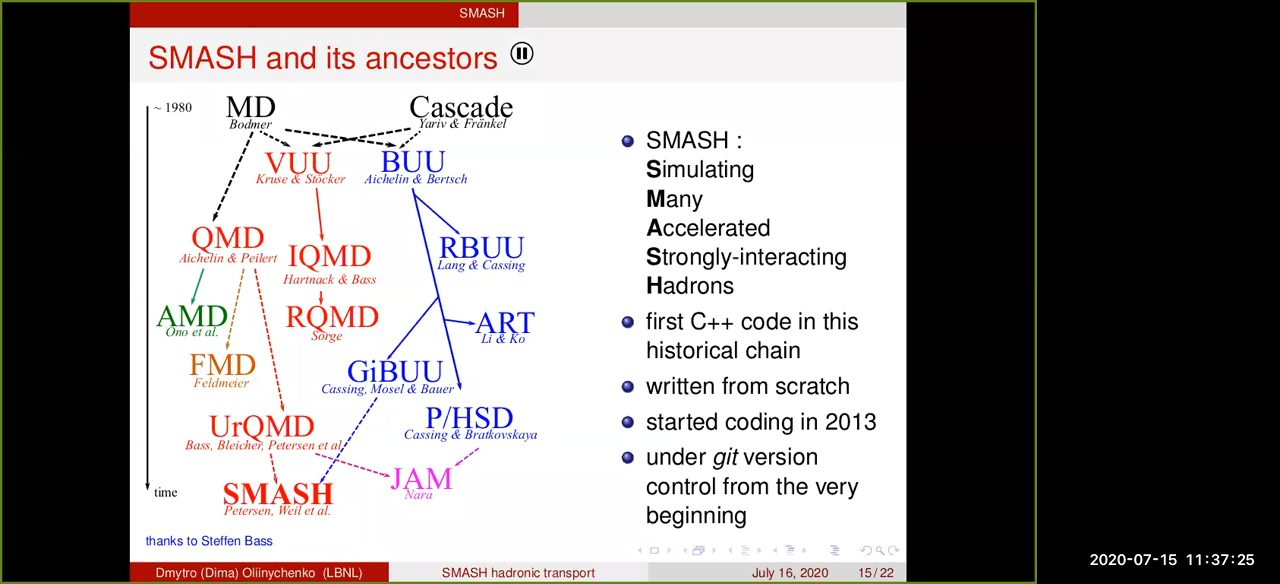 SMASH
SMASH and its ancestors
~ 1980
MD
Bodmer
Cascade
Yariv & Fränkel
VUU
Kruse & Stöcker
BUU
Aichelin & Bertsch
QMD
Aichelin & Peilert
IQMD
Hartnack & Bass
RBUU
Lang & Cassing
AMD
Ono et al.
RQMD
Sorge
ART
Li & Ko
FMD
Feldmeier
GiBUU
Cassing, Mosel & Bauer
UrQMD
Bass, Bleicher, Petersen et al.
P/HSD
Cassing & Bratkovskaya
JAM
Nara
time
SMASH
Petersen, Weil et al.
thanks to Steffen Bass
SMASH :
Simulating
Many
Accelerated
Strongly-interacting
Hadrons
first C++ code in this
historical chain
written from scratch
started coding in 2013
under git version
control from the very
beginning
Dmytro (Dima) Oliinychenko (LBNL)
SMASH hadronic transport
July 16, 2020
15 / 22
2020-07-15 11:37:25